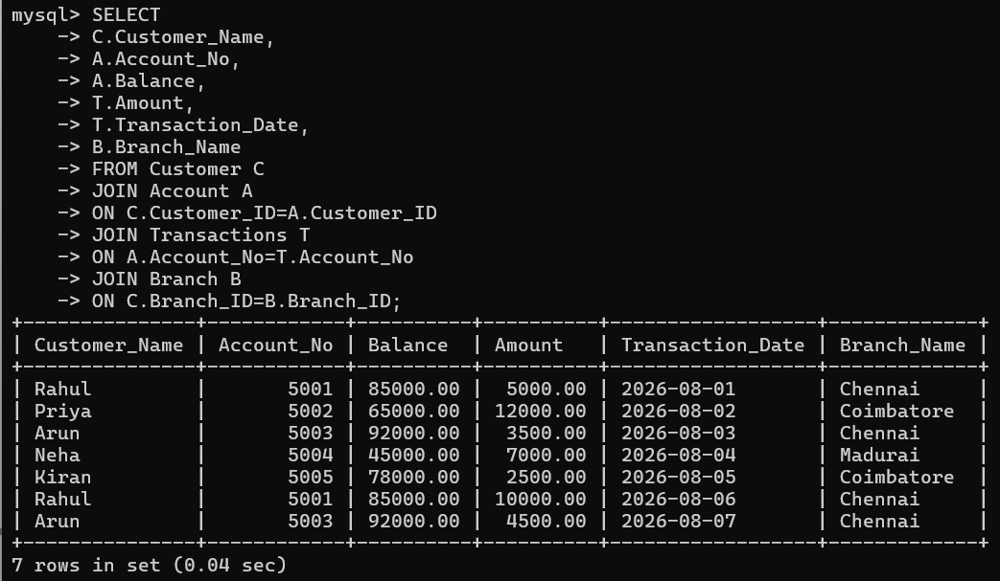 mysql> SELECT
    -> C.Customer_Name,
    -> A.Account_No,
    -> A.Balance,
    -> T.Amount,
    -> T.Transaction_Date,
    -> B.Branch_Name
    -> FROM Customer C
    -> JOIN Account A
    -> ON C.Customer_ID=A.Customer_ID
    -> JOIN Transactions T
    -> ON A.Account_No=T.Account_No
    -> JOIN Branch B
    -> ON C.Branch_ID=B.Branch_ID;
+---------------+------------+----------+----------+------------------+-------------+
| Customer_Name | Account_No | Balance  | Amount   | Transaction_Date | Branch_Name |
+---------------+------------+----------+----------+------------------+-------------+
| Rahul         |       5001 | 85000.00 |  5000.00 | 2026-08-01       | Chennai     |
| Priya         |       5002 | 65000.00 | 12000.00 | 2026-08-02       | Coimbatore  |
| Arun          |       5003 | 92000.00 |  3500.00 | 2026-08-03       | Chennai     |
| Neha          |       5004 | 45000.00 |  7000.00 | 2026-08-04       | Madurai     |
| Kiran         |       5005 | 78000.00 |  2500.00 | 2026-08-05       | Coimbatore  |
| Rahul         |       5001 | 85000.00 | 10000.00 | 2026-08-06       | Chennai     |
| Arun          |       5003 | 92000.00 |  4500.00 | 2026-08-07       | Chennai     |
+---------------+------------+----------+----------+------------------+-------------+
7 rows in set (0.04 sec)